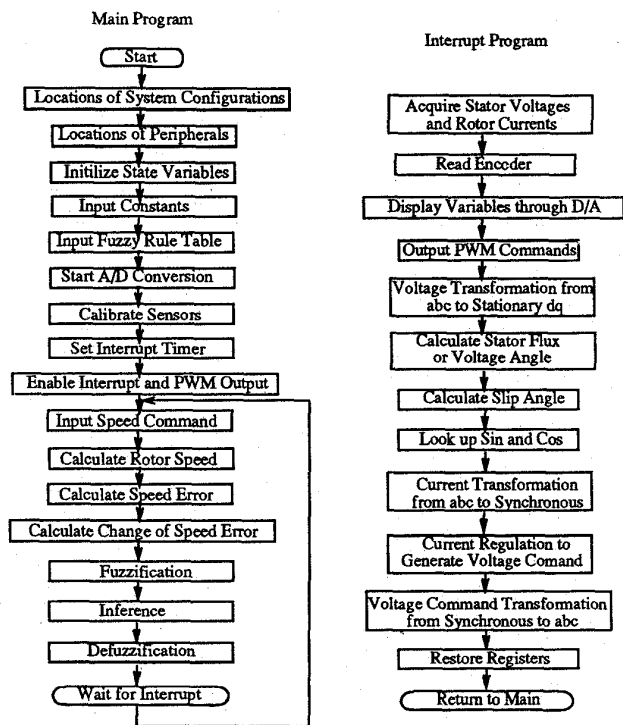 Main Program
Start
Locations of System Configurations
Locations of Peripherals
Initilize State Variables
Input Constants
Input Fuzzy Rule Table
Start A/D Conversion
Calibrate Sensors
Set Interrupt Timer
Enable Interrupt and PWM Output
Input Speed Command
Calculate Rotor Speed
Calculate Speed Error
Calculate Change of Speed Error
Fuzzification
Inference
Defuzzification
Wait for Interrupt
Interrupt Program
Acquire Stator Voltages
and Rotor Currents
Read Encoder
Display Variables through D/A
Output PWM Commands
Voltage Transformation from
abc to Stationary dq
Calculate Stator Flux
or Voltage Angle
Calculate Slip Angle
Look up Sin and Cos
Current Transformation
from abc to Synchronous
Current Regulation to
Generate Voltage Comand
Voltage Command Transformation
from Synchronous to abc
Restore Registers
Return to Main